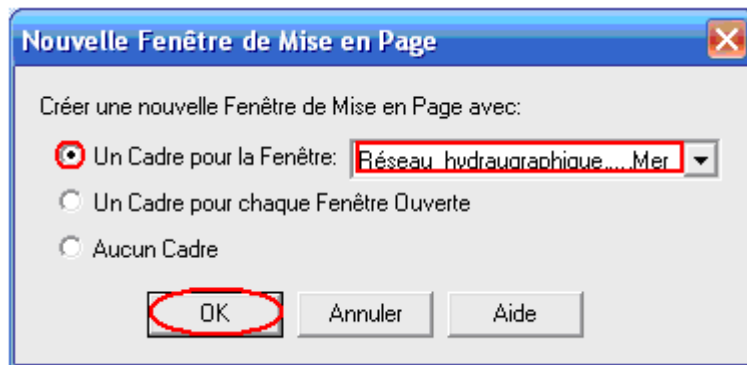 Nouvelle Fenêtre de Mise en Page
Créer une nouvelle Fenêtre de Mise en Page avec:
Un Cadre pour la Fenêtre: Réseau_hydraugraphique,...,Mer
Un Cadre pour chaque Fenêtre Ouverte
Aucun Cadre
OK Annuler Aide